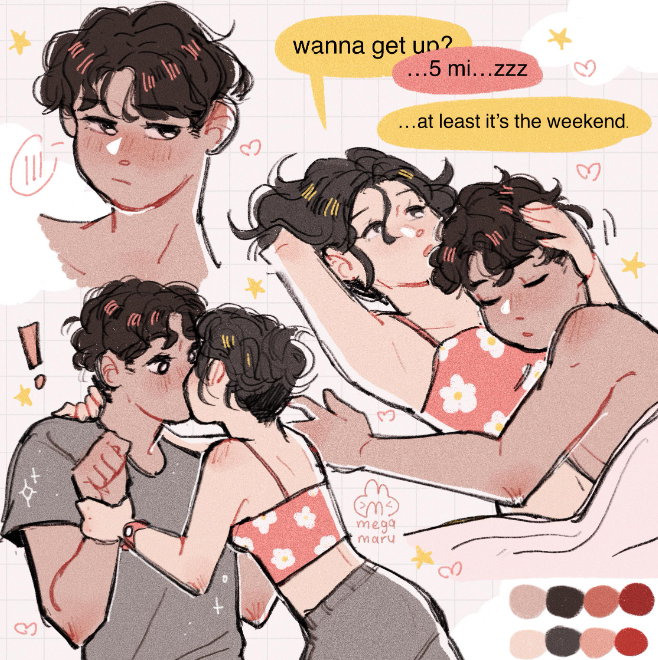 wanna get up?
...5 mi...zzz
...at least it's the weekend.
mega
maru